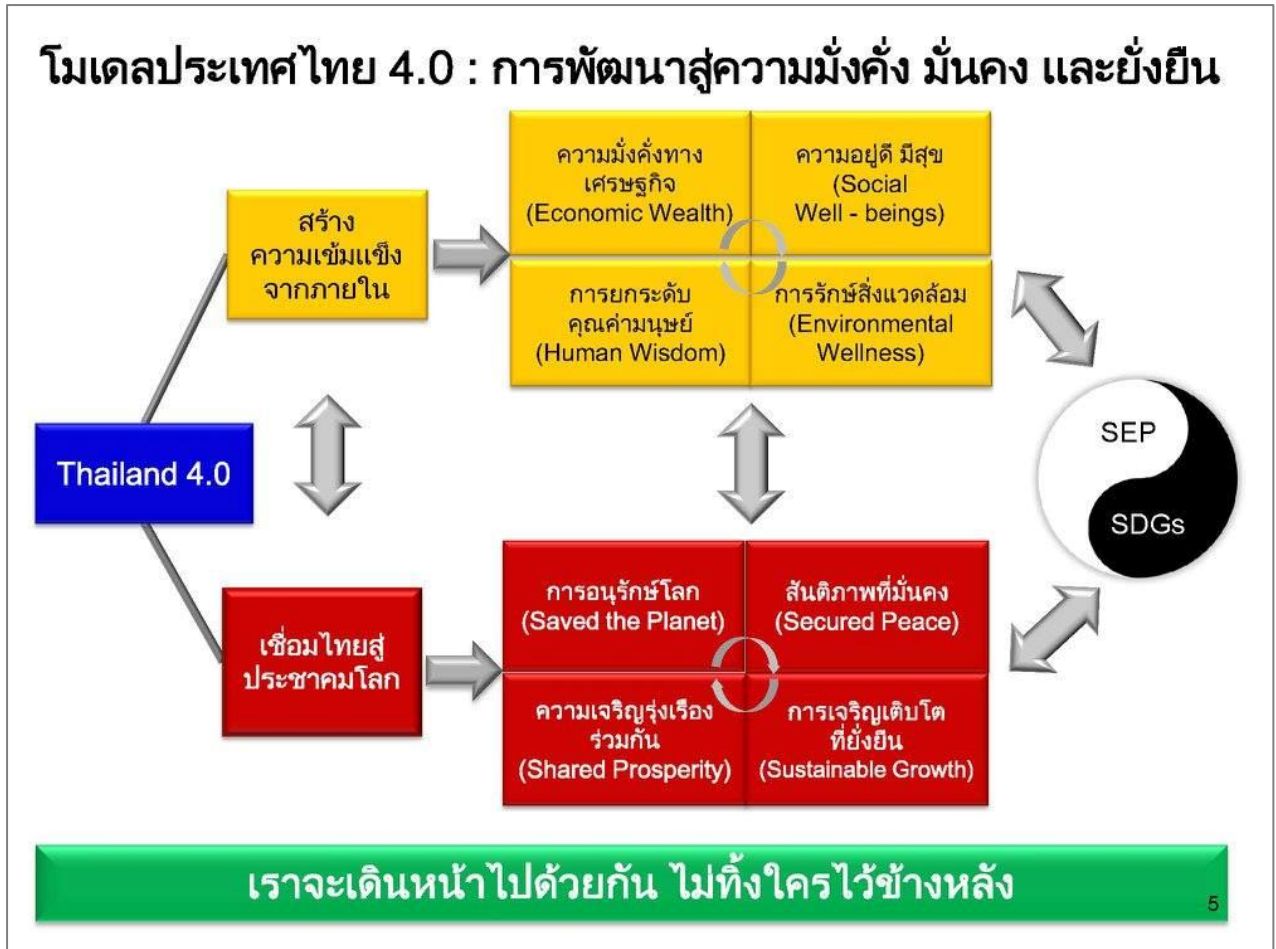 โมเดลประเทศไทย 4.0 : การพัฒนาสู่ความมั่งคั่ง มั่นคง และยั่งยืน
ความมั่งคั่งทาง
เศรษฐกิจ
(Economic Wealth)
ความอยู่ดี มีสุข
(Social
Well - beings)
สร้าง
ความเข้มแข็ง
จากภายใน
การยกระดับ
คุณค่ามนุษย์
(Human Wisdom)
การรักษ์สิ่งแวดล้อม
(Environmental
Wellness)
Thailand 4.0
SEP
SDGs
เชื่อมไทยสู่
ประชาคมโลก
การอนุรักษ์โลก
(Saved the Planet)
สันติภาพที่มั่นคง
(Secured Peace)
ความเจริญรุ่งเรือง
ร่วมกัน
(Shared Prosperity)
การเจริญเติบโต
ที่ยั่งยืน
(Sustainable Growth)
เราจะเดินหน้าไปด้วยกัน ไม่ทิ้งใครไว้ข้างหลัง
5